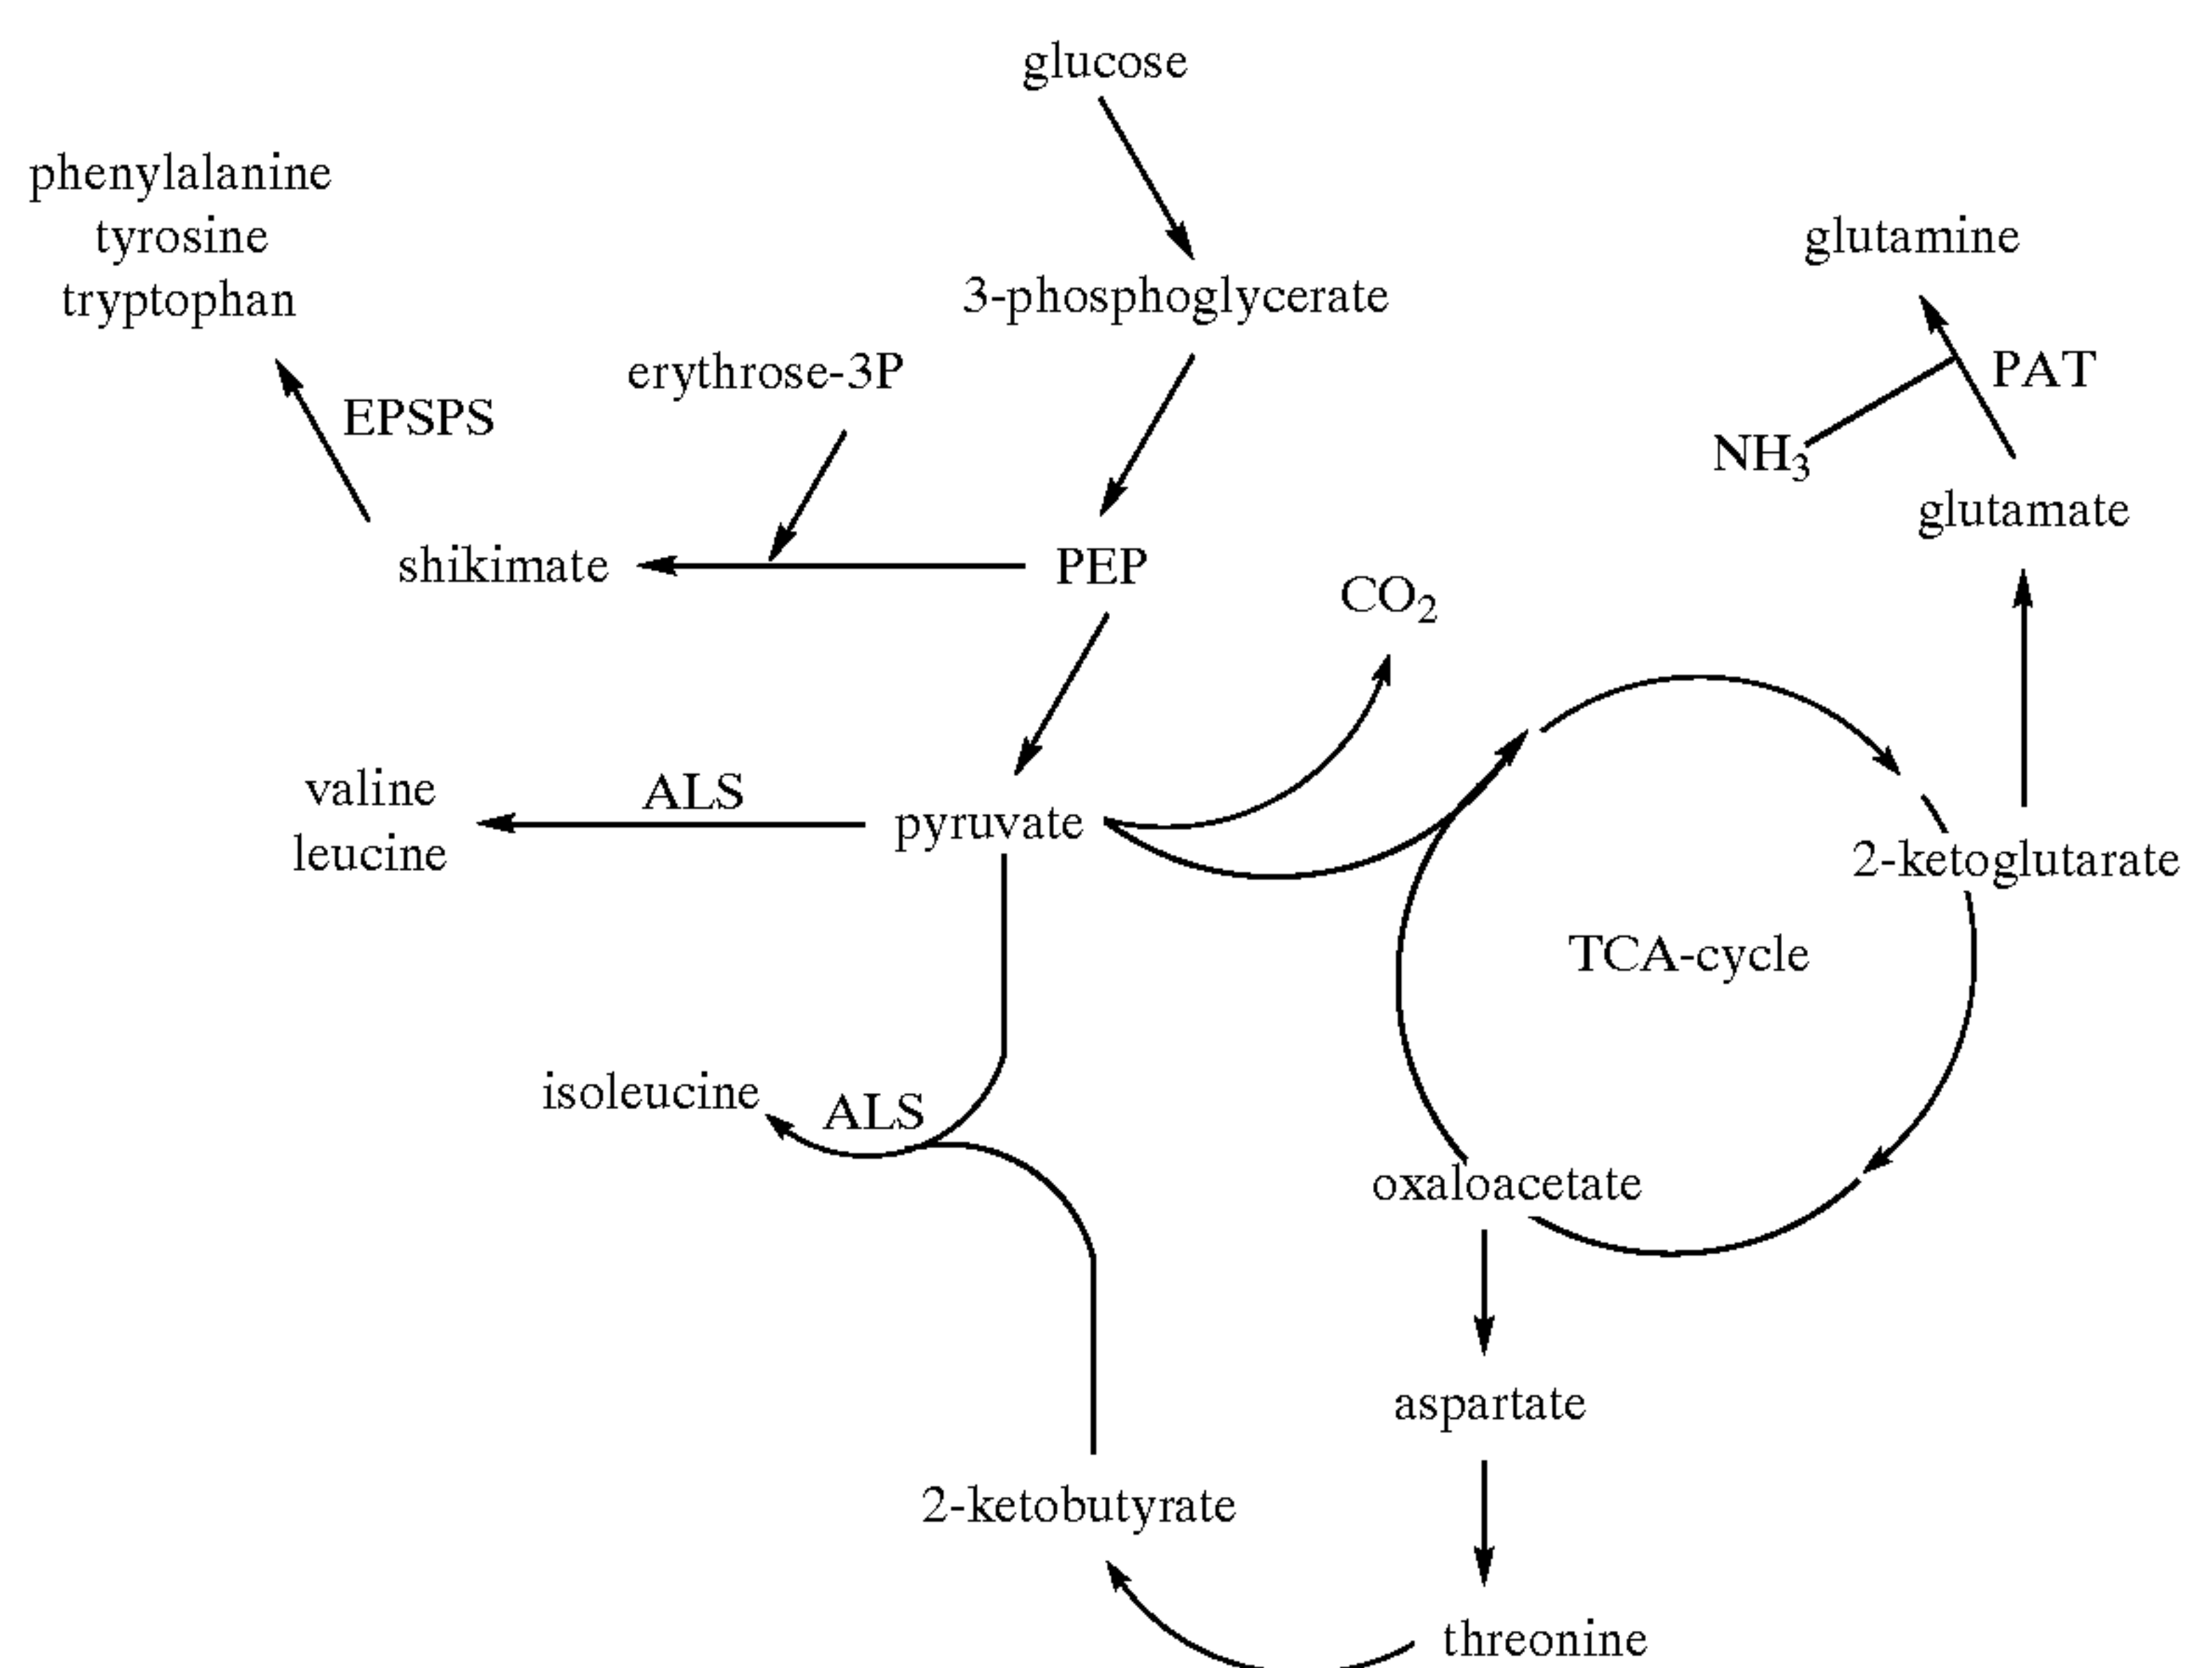 glucose
phenylalanine
tyrosine
tryptophan
3-phosphoglycerate
glutamine
erythrose-3P
PAT
EPSPS
NH3
glutamate
shikimate
PEP
CO2
valine
leucine
ALS
pyruvate
2-ketoglutarate
TCA-cycle
isoleucine
ALS
oxaloacetate
aspartate
2-ketobutyrate
threonine